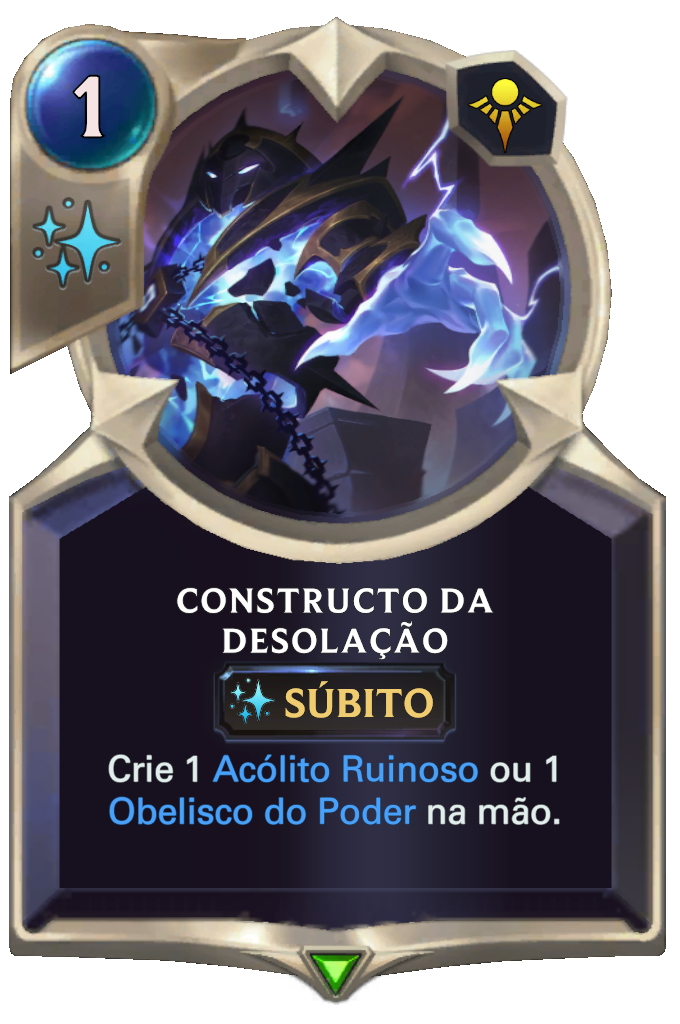 1
CONSTRUCTO DA
DESOLAÇÃO
SÚBITO
Crie 1 Acólito Ruinoso ou 1
Obelisco do Poder na mão.